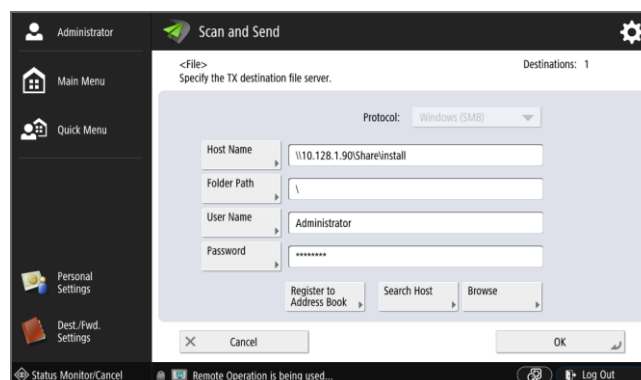 Administrator
Scan and Send
<File>
Destinations: 1
Specify the TX destination file server.
Main Menu
Quick Menu
Protocol: Windows (SMB)
Host Name
\\10.128.1.90\Share\install
Folder Path
\
User Name
Administrator
Password
********
Register to
Address Book
Search Host
Browse
Personal
Settings
Dest./Fwd.
Settings
Cancel
OK
Status Monitor/Cancel
Remote Operation is being used...
Log Out